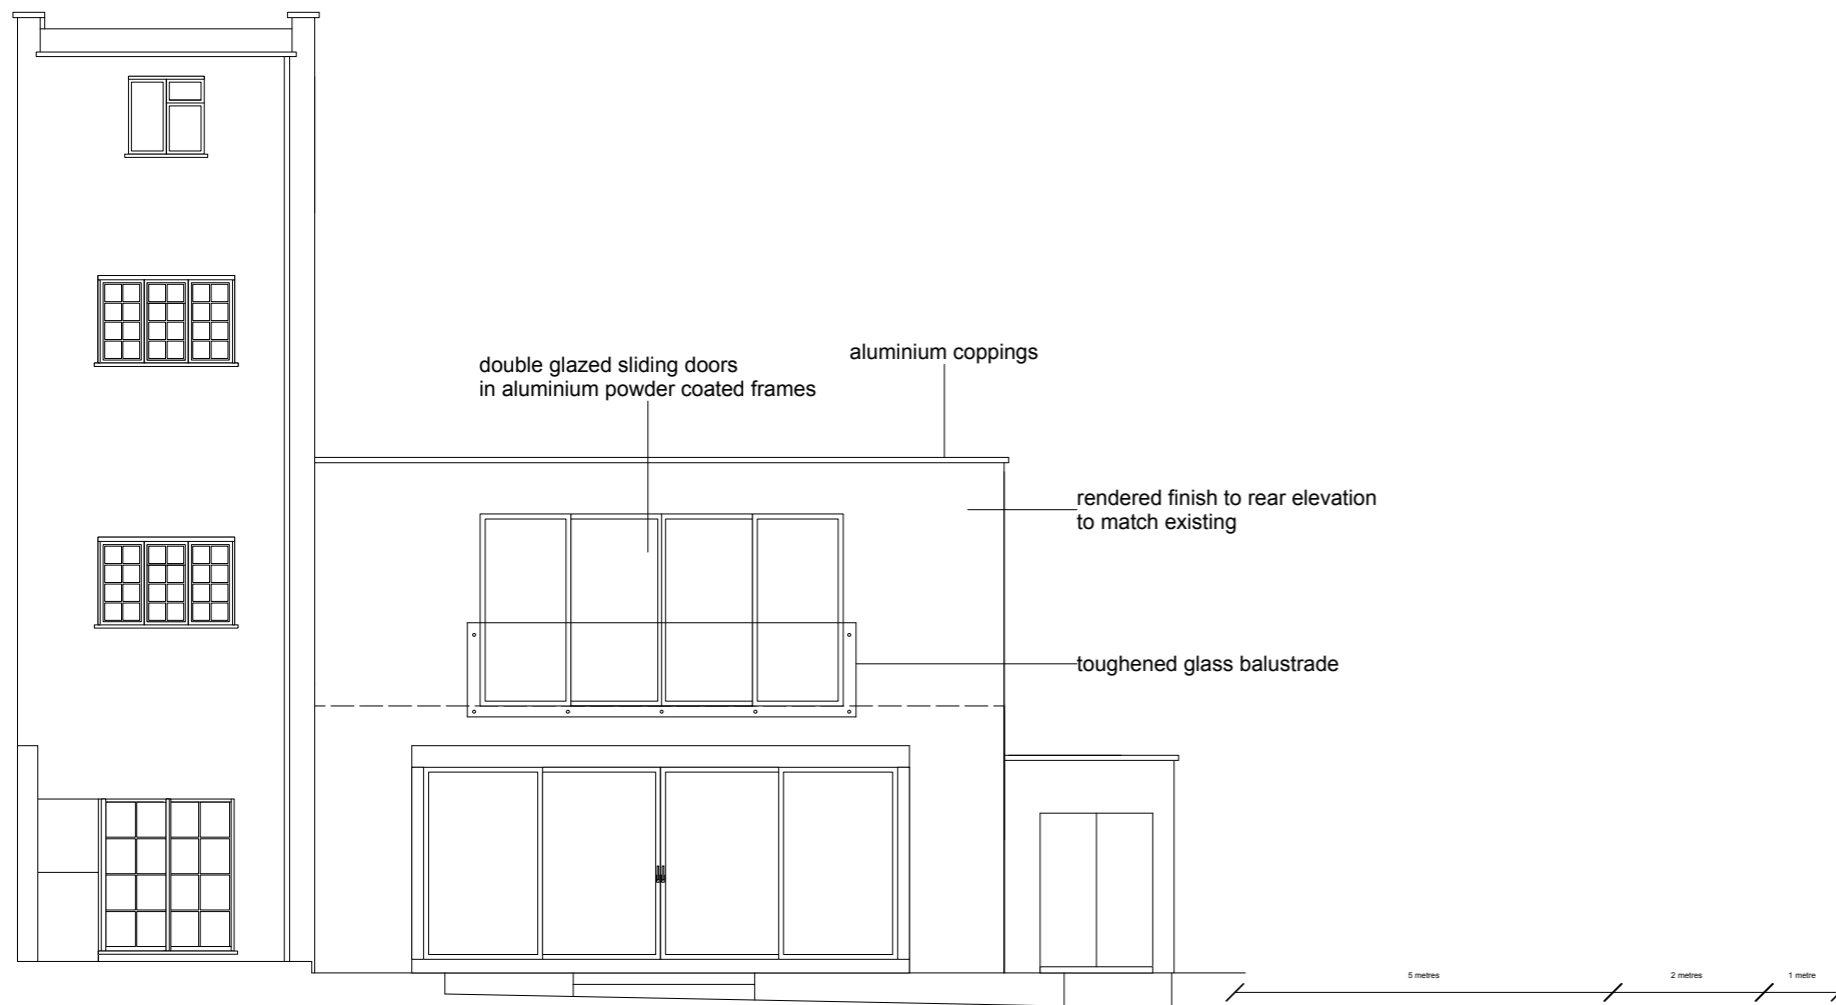 double glazed sliding doors
in aluminium powder coated frames
aluminium coppings
rendered finish to rear elevation
to match existing
toughened glass balustrade
5 metres
2 metres
1 metre